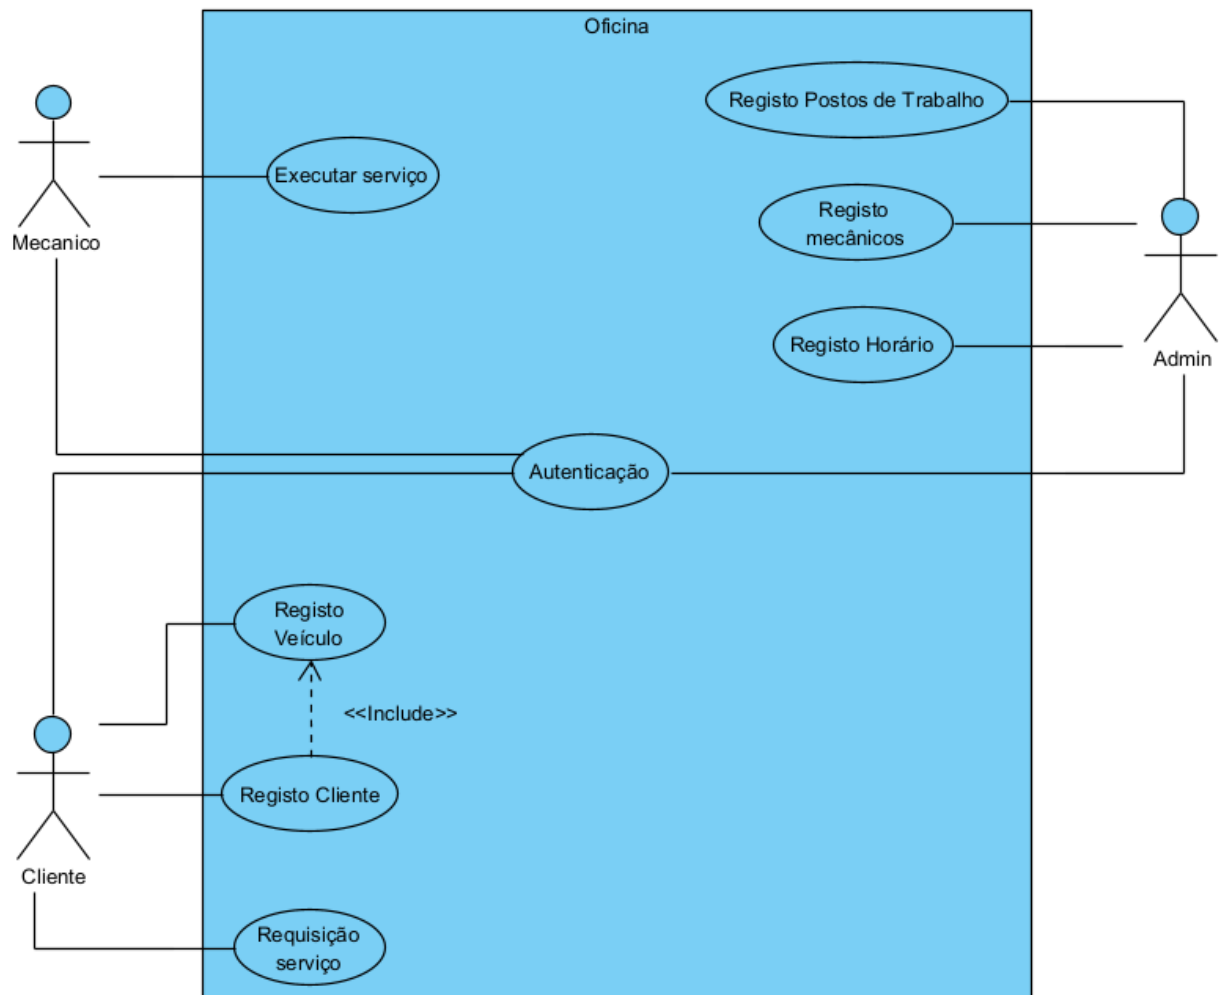 Oficina
Registo Postos de Trabalho
Executar serviço
Registo
mecânicos
Mecanico
Registo Horário
Admin
Autenticação
Registo
Veículo
<<Include>>
Registo Cliente
Cliente
Requisição
serviço